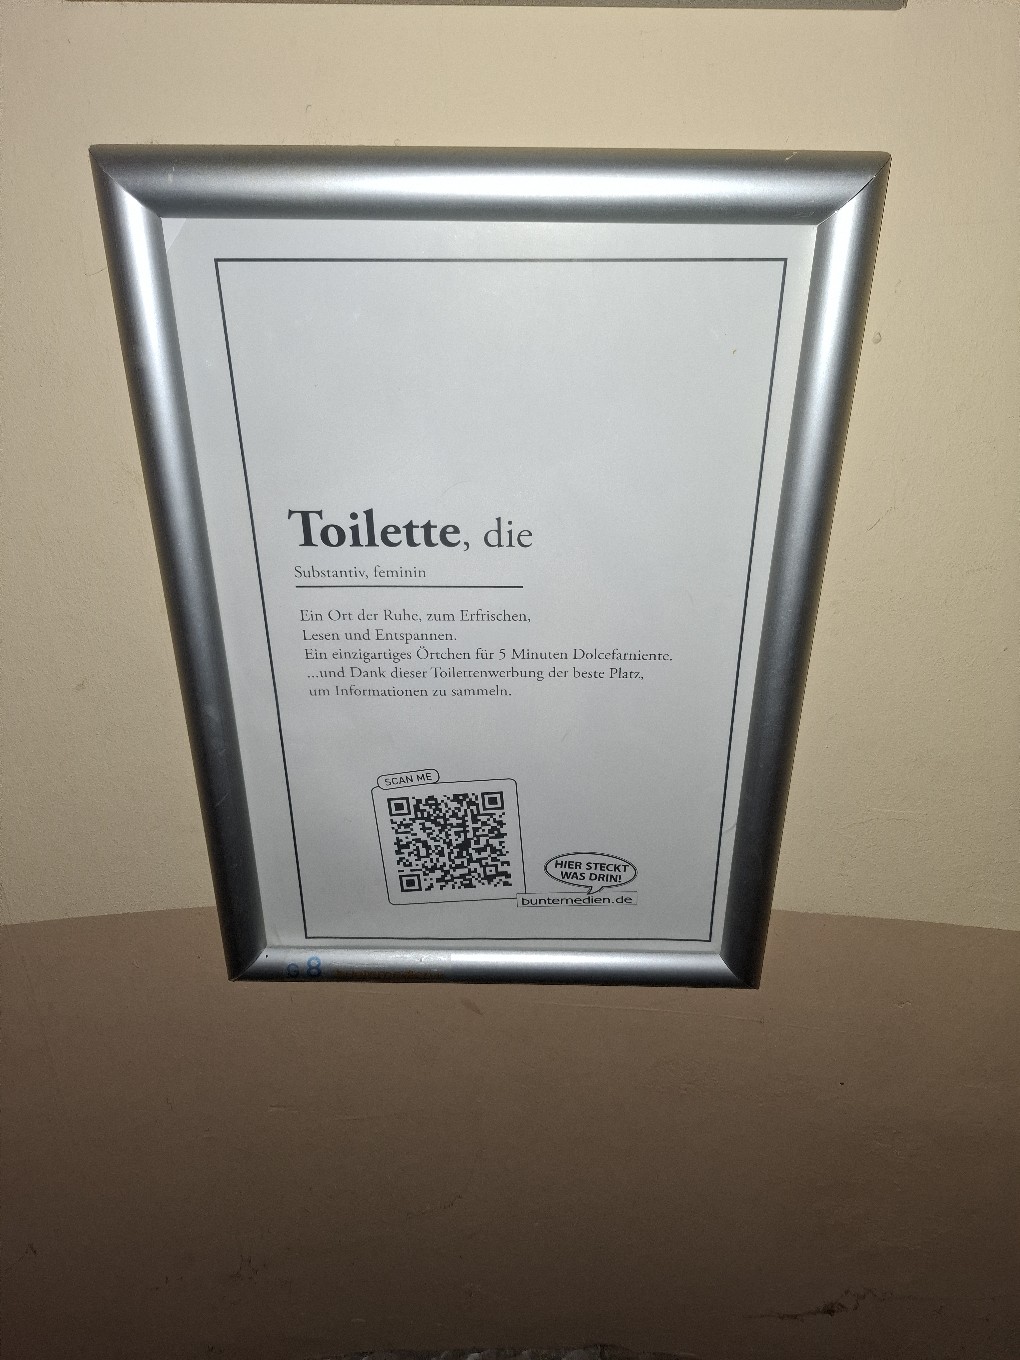 Toilette, die
Substantiv, feminin
Ein Ort der Ruhe, zum Erfrischen,
Lesen und Entspannen.
Ein einzigartiges Örtchen für 5 Minuten Dolcefarniente.
...und Dank dieser Toilettenwerbung der beste Platz,
um Informationen zu sammeln.
SCAN ME
HIER STECKT
WAS DRIN!
buntemedien.de
G 8